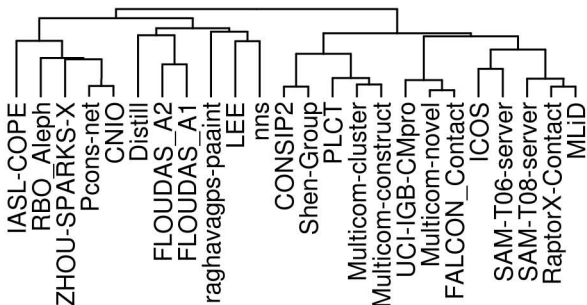 IASL-COPE
RBO_Aleph
ZHOU-SPARKS-X
Pcons-net
CNIO
Distill
FLOUDAS_A2
FLOUDAS_A1
raghavagps-paaint
LEE
nns
CONSIP2
Shen-Group
PLCT
Multicom-cluster
Multicom-construct
UCI-IGB-CMpro
Multicom-novel
FALCON_Contact
ICOS
SAM-T06-server
SAM-T08-server
RaptorX-Contact
MLiD